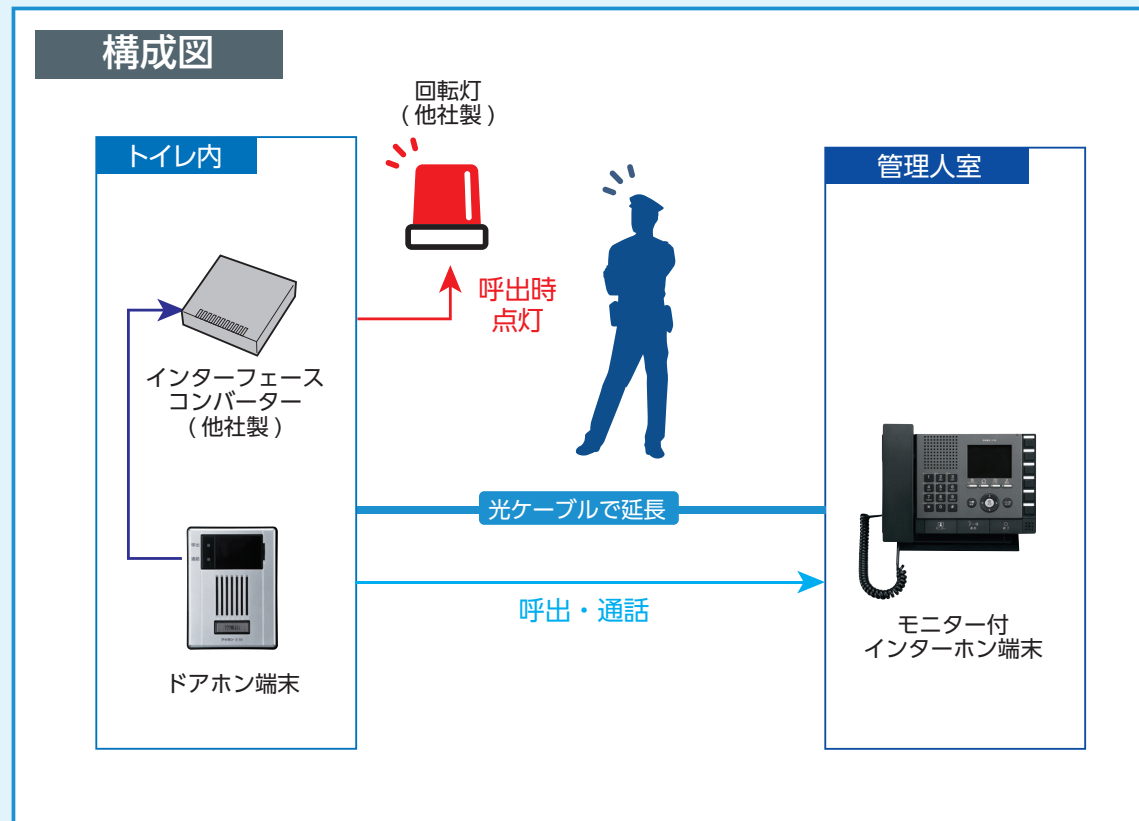 構成図
回転灯
(他社製)
トイレ内
管理人室
呼出時
点灯
インターフェース
コンバーター
(他社製)
光ケーブルで延長
呼出・通話
ドアホン端末
モニター付
インターホン端末